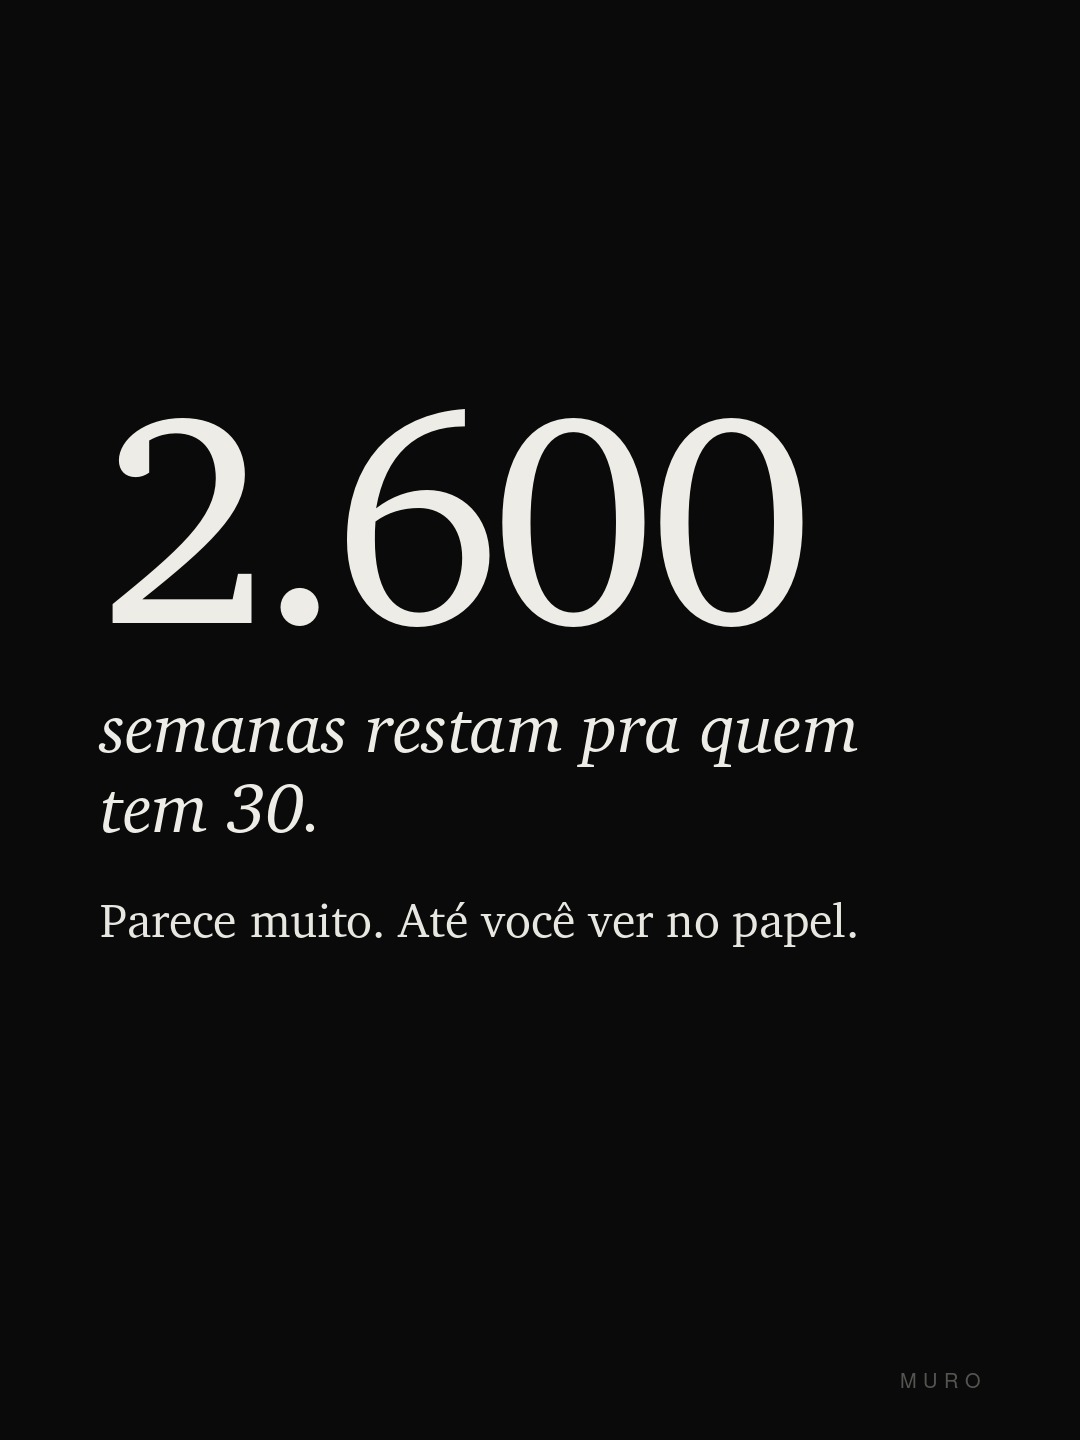 2.600
semanas restam pra quem
tem 30.
Parece muito. Até você ver no papel.
MURO